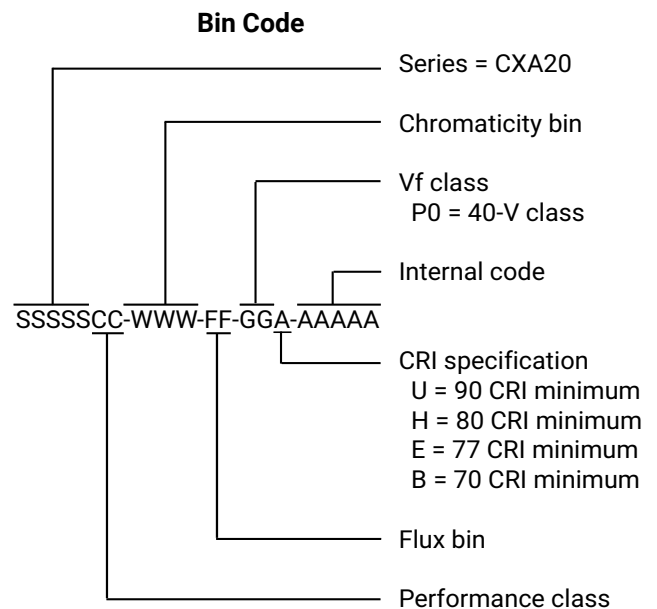 Bin Code
Series = CXA20
Chromaticity bin
Vf class
P0 = 40-V class
Internal code
SSSSSCC-WWW-FF-GGA-AAAAA
CRI specification
U = 90 CRI minimum
H = 80 CRI minimum
E = 77 CRI minimum
B = 70 CRI minimum
Flux bin
Performance class